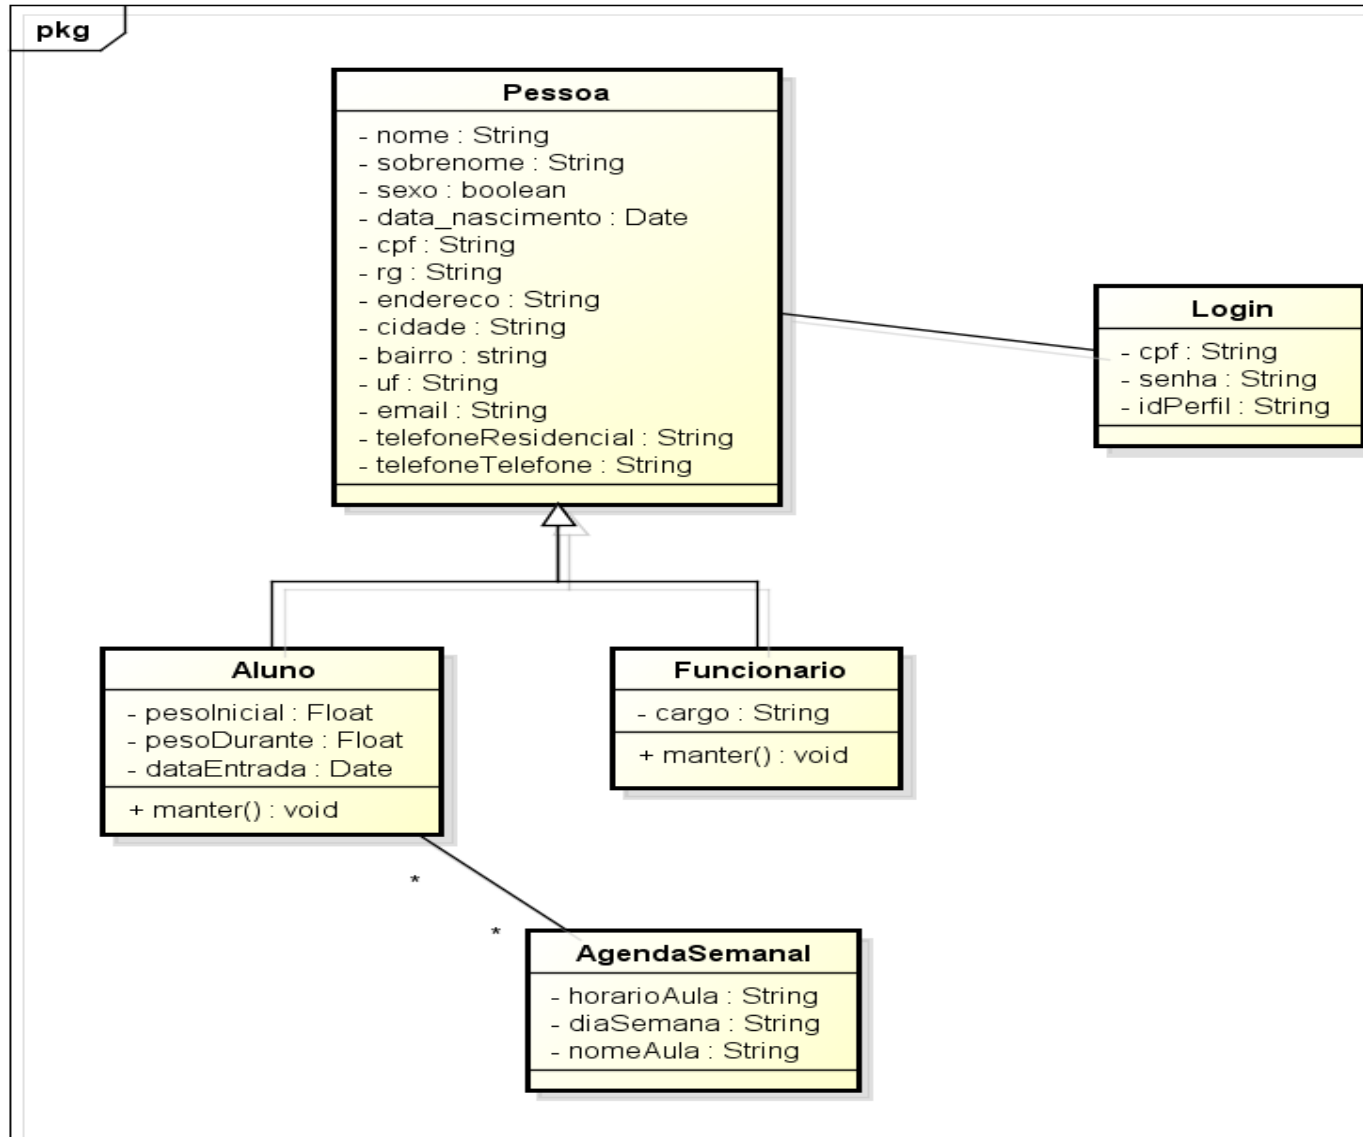 pkg
Pessoa
- nome : String
- sobrenome : String
- sexo : boolean
- data_nascimento : Date
- cpf : String
- rg : String
- endereco : String
- cidade : String
- bairro : string
- uf : String
- email : String
- telefoneResidencial : String
- telefoneTelefone : String
Login
- cpf : String
- senha : String
- idPerfil : String
Aluno
- pesoInicial : Float
- pesoDurante : Float
- dataEntrada : Date
+ manter() : void
Funcionario
- cargo : String
+ manter() : void
*
*
AgendaSemanal
- horarioAula : String
- diaSemana : String
- nomeAula : String